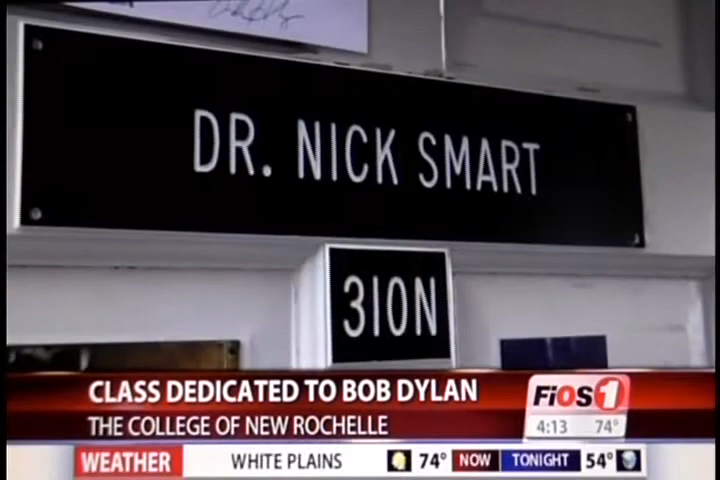 DR. NICK SMART
310N
CLASS DEDICATED TO BOB DYLAN
THE COLLEGE OF NEW ROCHELLE
FiOS1
4:13 74°
WEATHER WHITE PLAINS 74° NOW TONIGHT 54°